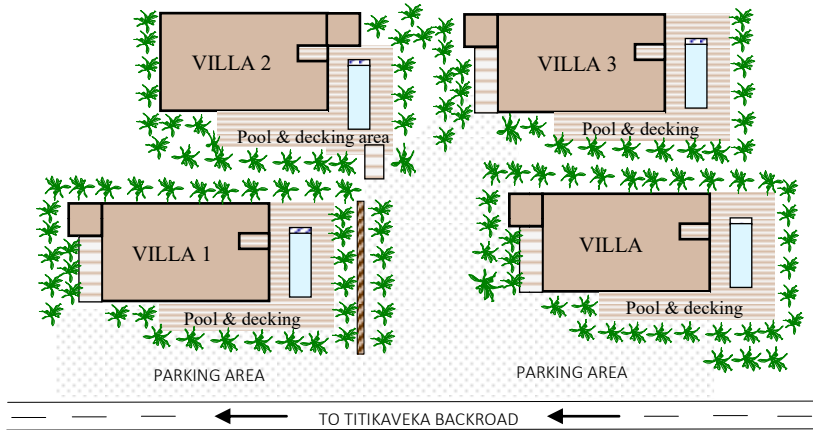 VILLA 2
VILLA 3
Pool & decking area
Pool & decking
VILLA 1
VILLA
Pool & decking
Pool & decking
PARKING AREA
PARKING AREA
TO TITIKAVEKA BACKROAD